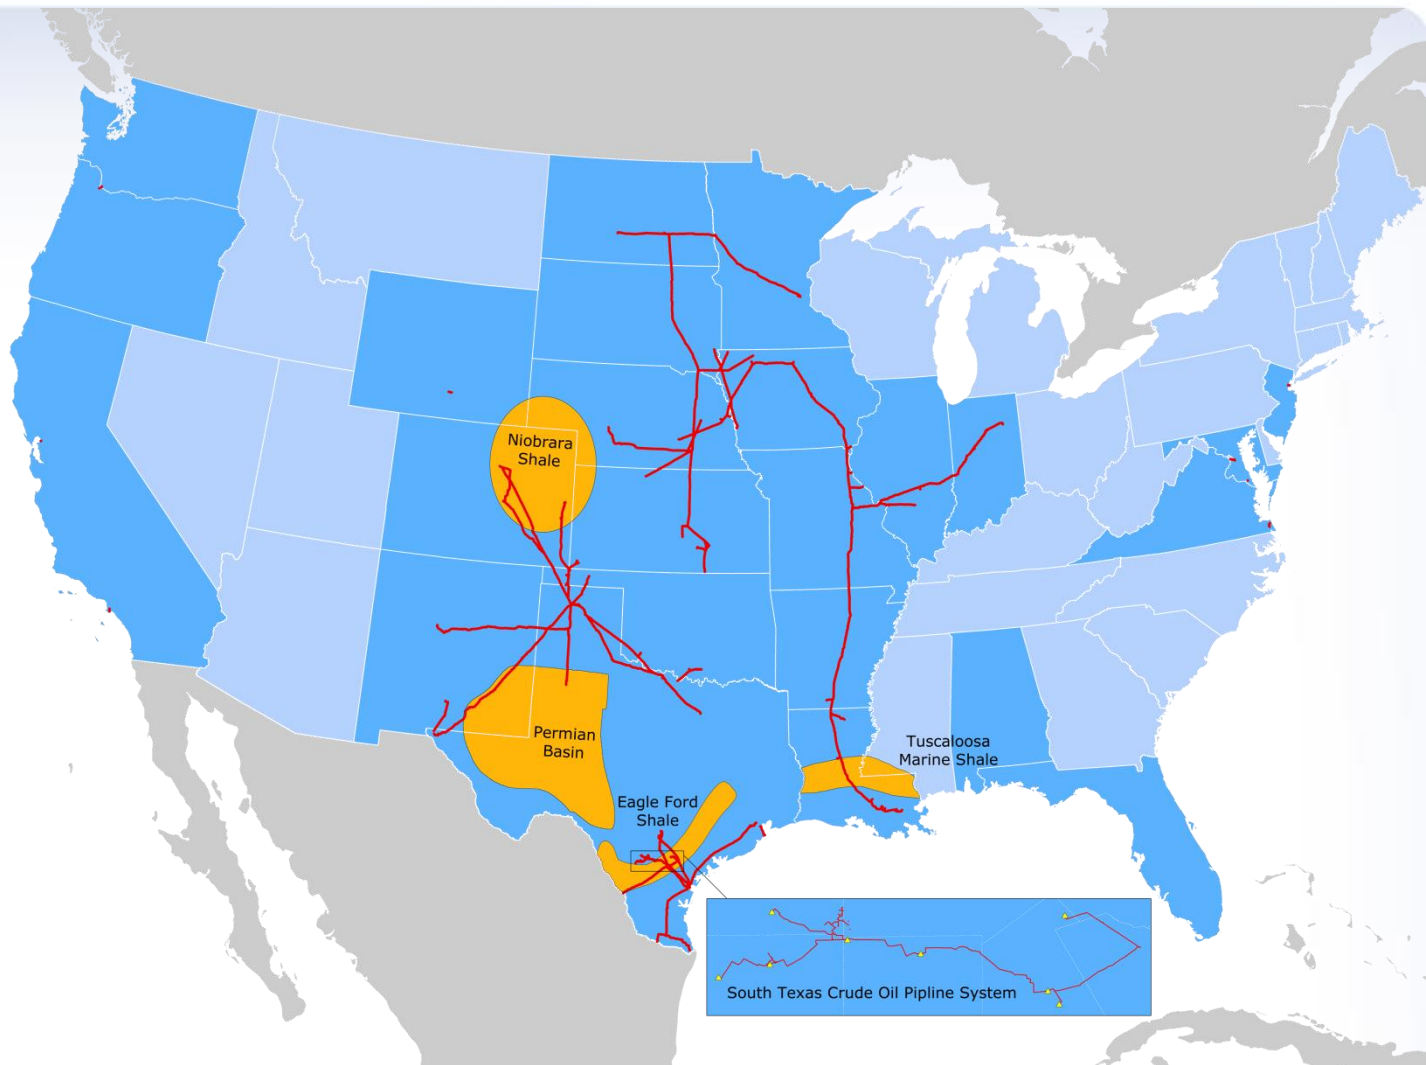 Niobrara
Shale
Permian
Basin
Tuscaloosa
Marine Shale
Eagle Ford
Shale
South Texas Crude Oil Pipline System